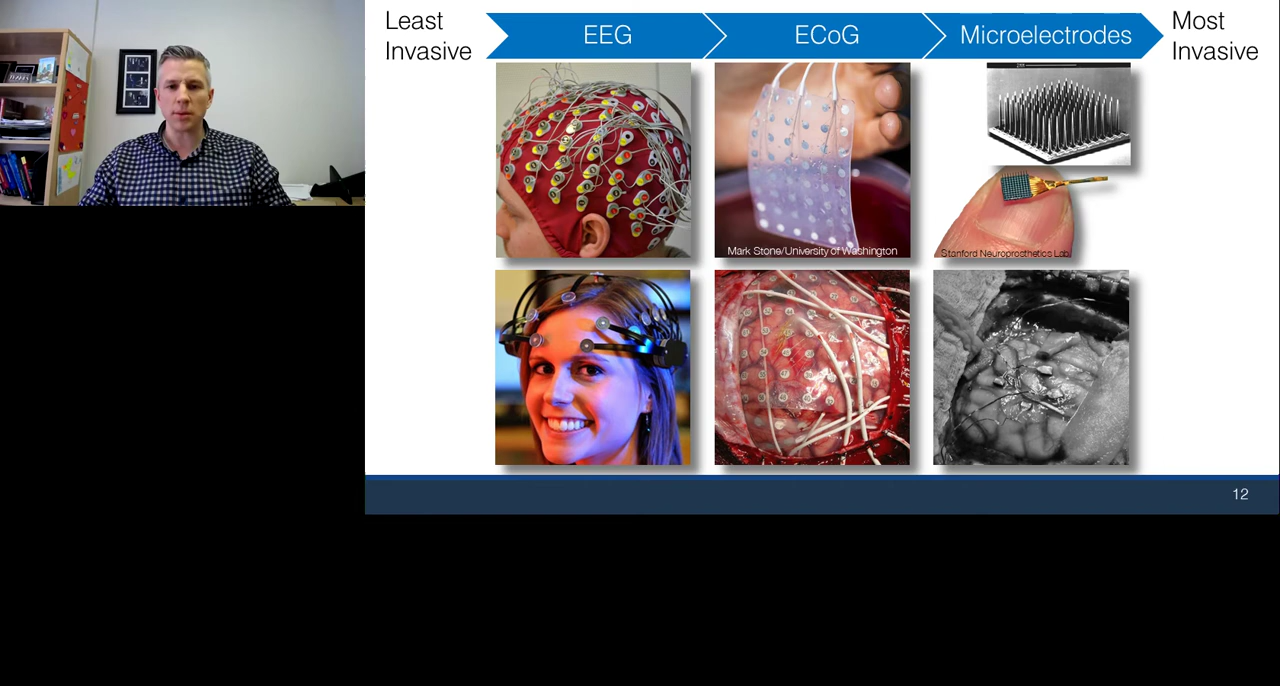 Least
Invasive
EEG
ECoG
Microelectrodes
Most
Invasive
Mark Stone/University of Washington
Stanford Neuroprosthetics Lab
12